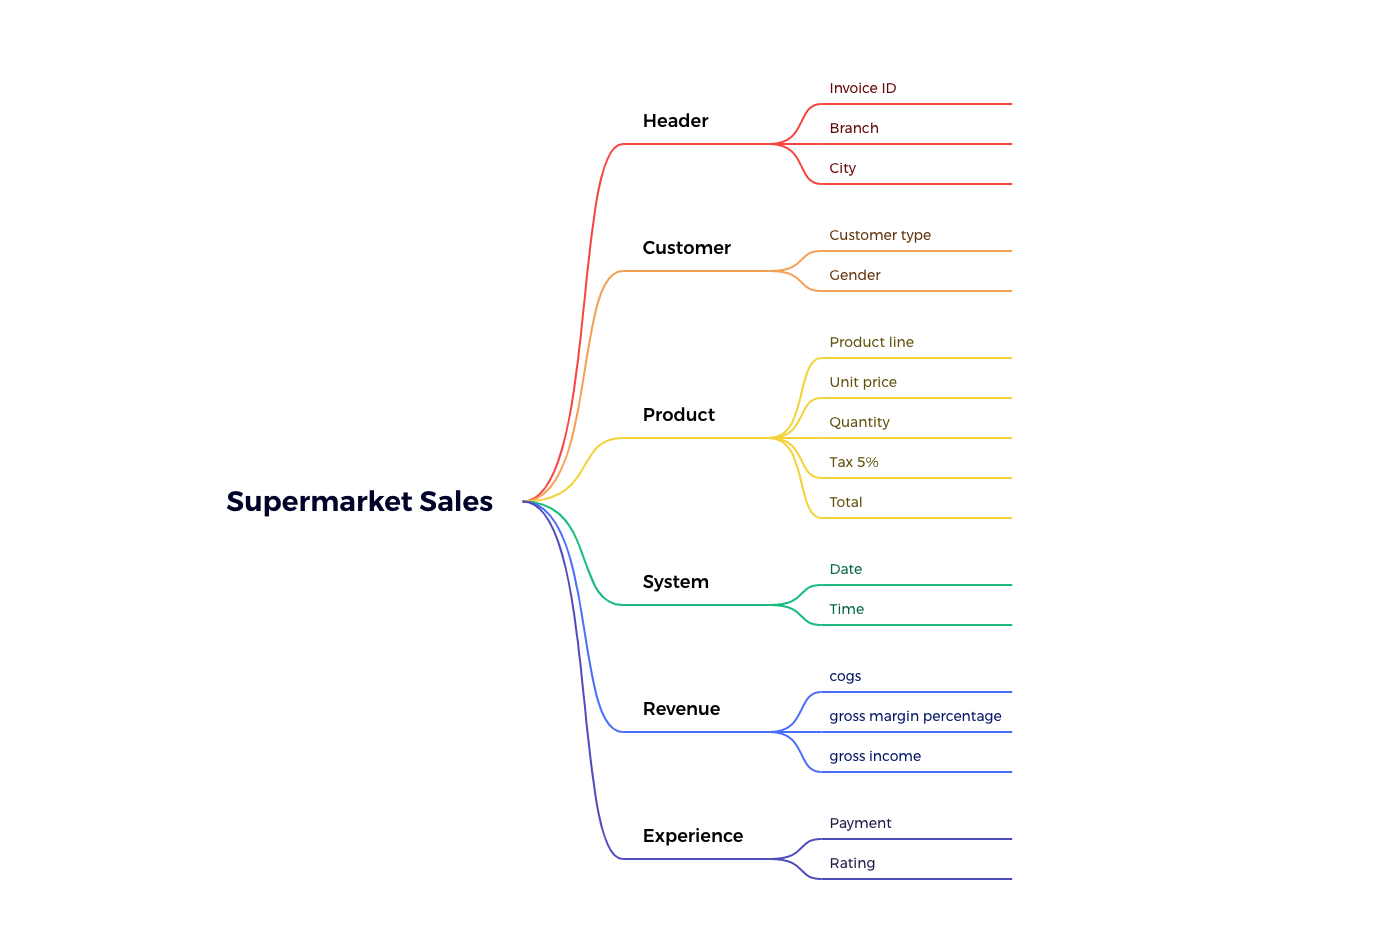 Supermarket Sales
Header
Invoice ID
Branch
City
Customer
Customer type
Gender
Product
Product line
Unit price
Quantity
Tax 5%
Total
System
Date
Time
Revenue
cogs
gross margin percentage
gross income
Experience
Payment
Rating